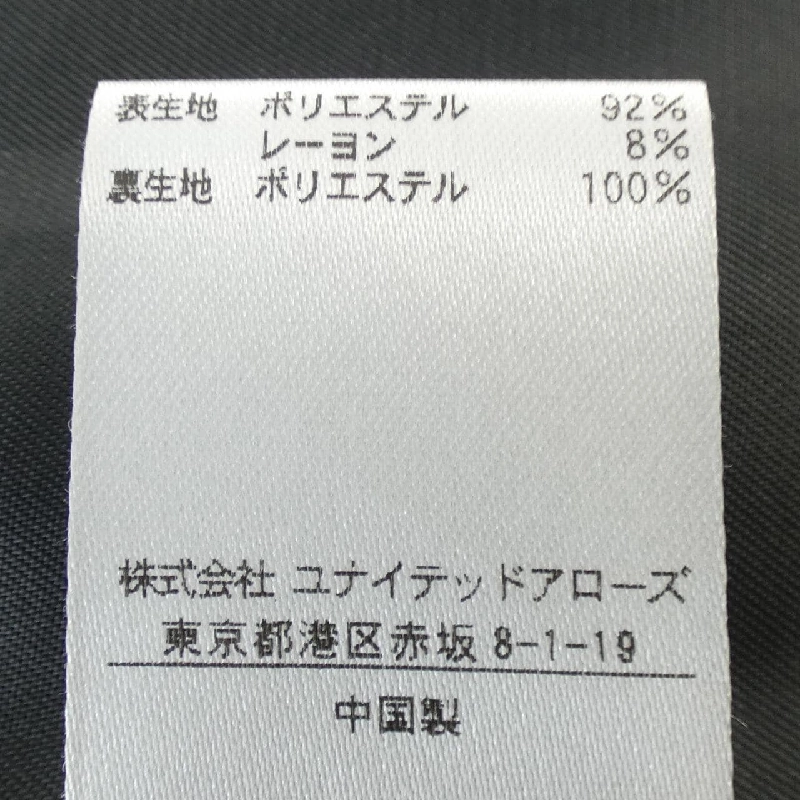 表生地 ポリエステル 92%
レーヨン 8%
裏生地 ポリエステル 100%
株式会社 ユナイテッドアローズ
東京都港区赤坂 8-1-19
中国製